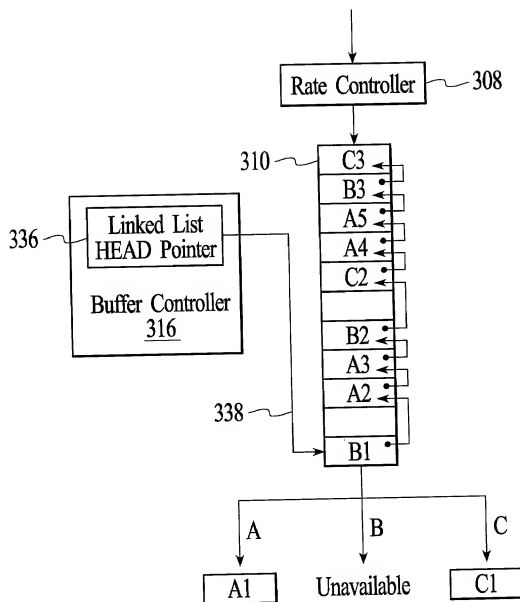 Rate Controller
308
310
C3
B3
A5
A4
C2
B2
A3
A2
B1
336
Linked List
HEAD Pointer
Buffer Controller
316
338
A
B
C
A1
Unavailable
C1